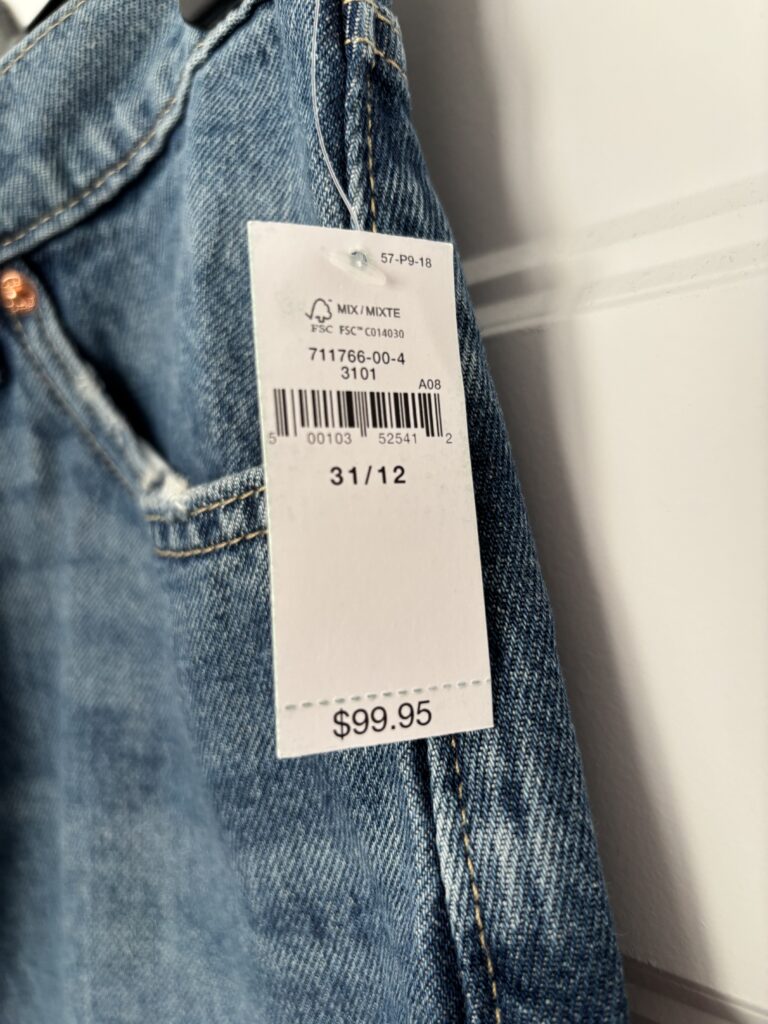 57-P9-18
MIX/MIXTE
FSC FSC™ C014030
711766-00-4
3101
A08
5 00103 52541 2
31/12
$99.95